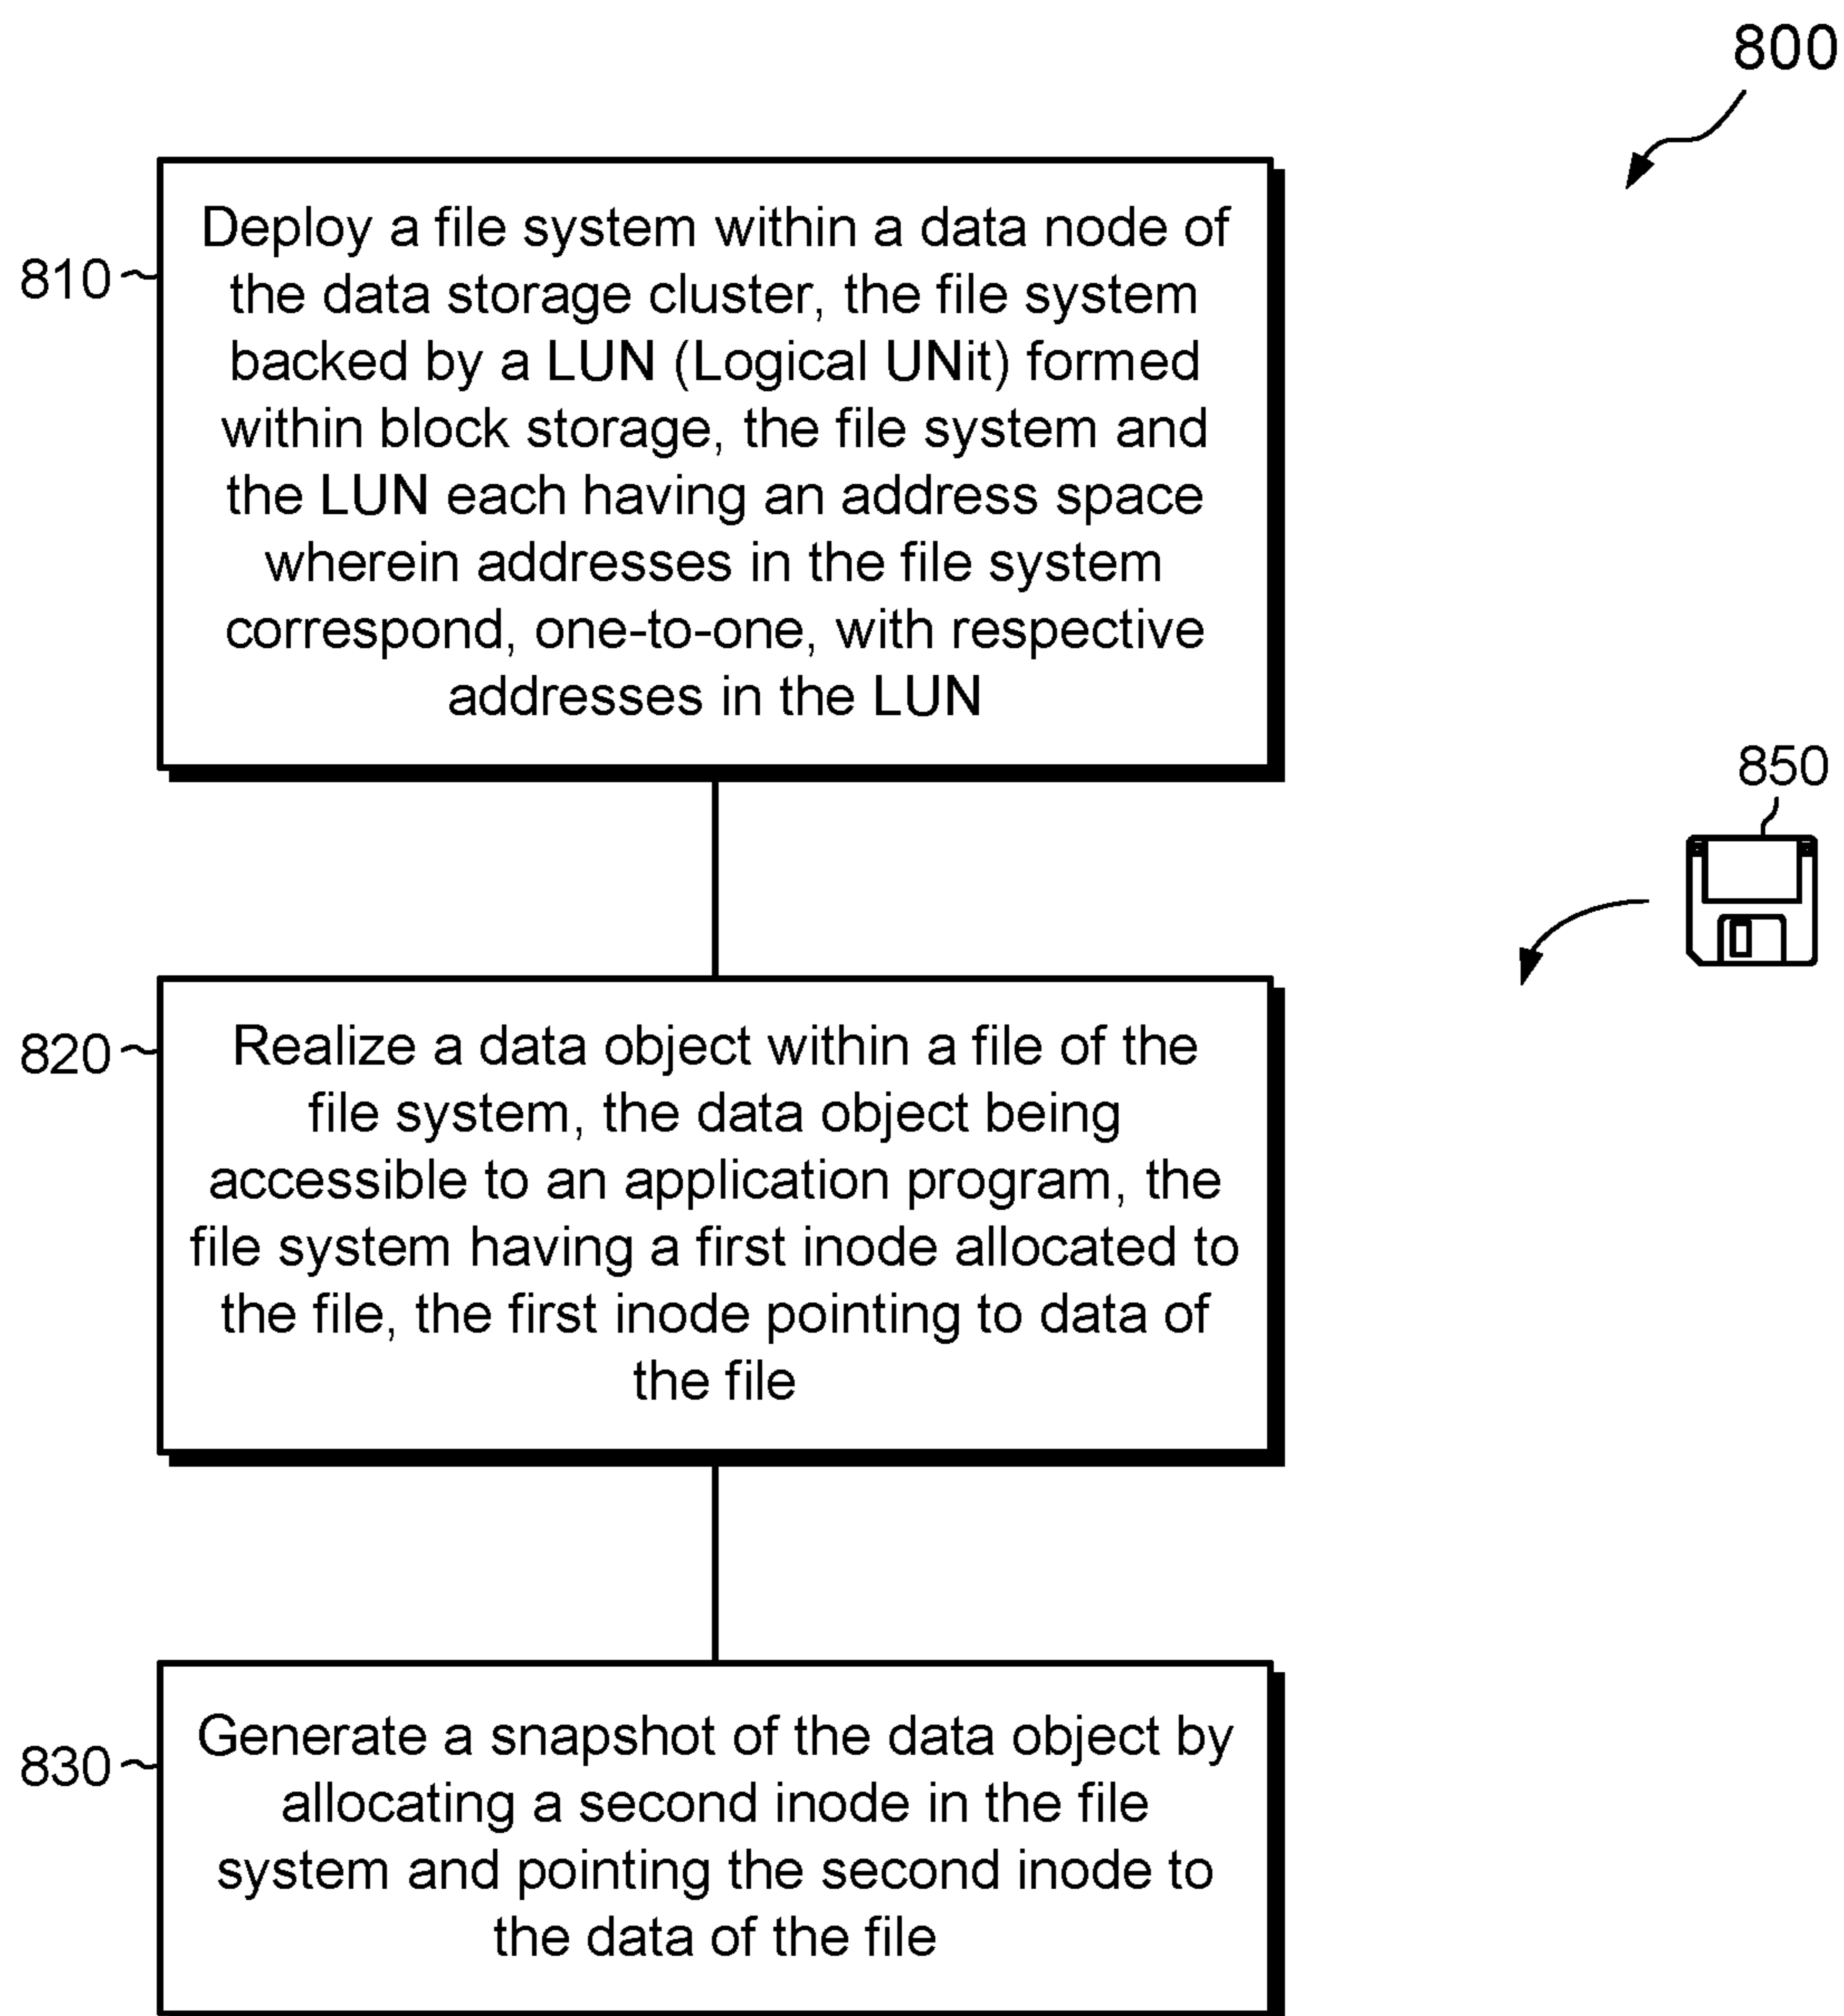 800
810
Deploy a file system within a data node of
the data storage cluster, the file system
backed by a LUN (Logical UNit) formed
within block storage, the file system and
the LUN each having an address space
wherein addresses in the file system
correspond, one-to-one, with respective
addresses in the LUN
850
820
Realize a data object within a file of the
file system, the data object being
accessible to an application program, the
file system having a first inode allocated to
the file, the first inode pointing to data of
the file
830
Generate a snapshot of the data object by
allocating a second inode in the file
system and pointing the second inode to
the data of the file